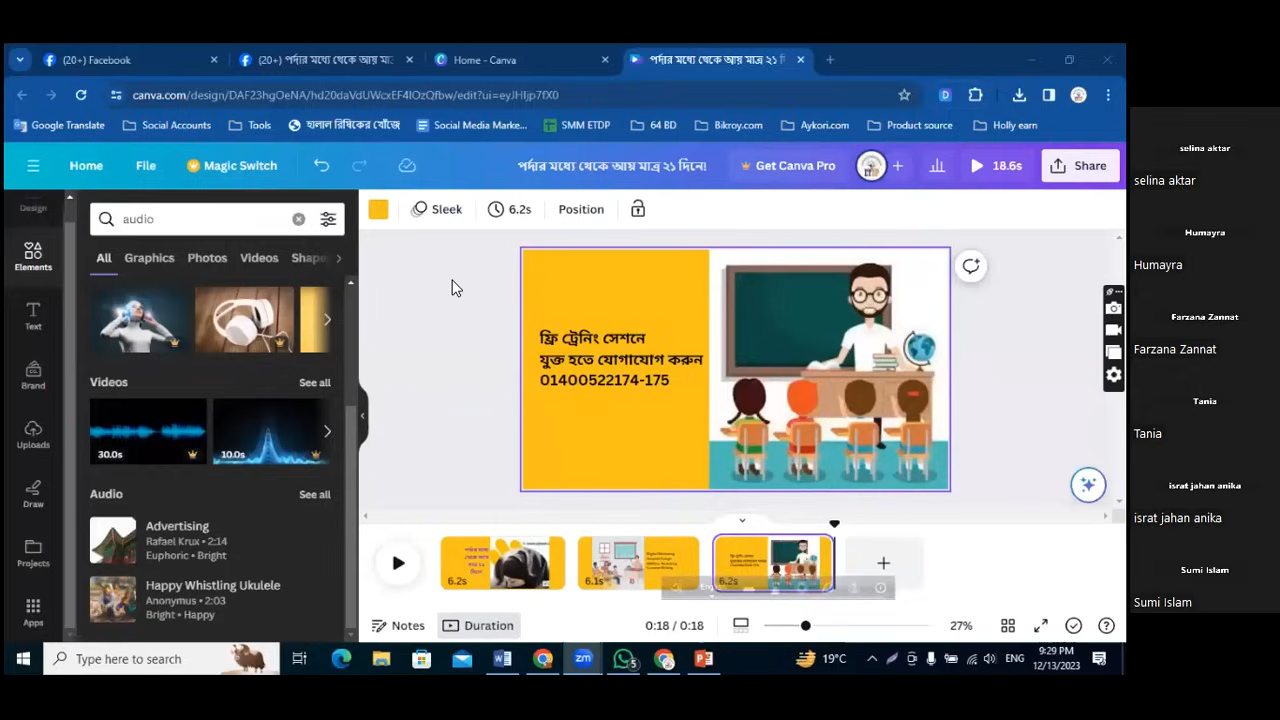 (20+) Facebook
(20+) পর্দার মধ্যে থেকে আয় মা
Home - Canva
পর্দার মধ্যে থেকে আয় মাত্র ২১ দি
canva.com/design/DAF23hgOeNA/hd20daVdUWcxEF4lOzQfbw/edit?ui=eyJHIjp7fX0
Google Translate
Social Accounts
Tools
হালাল রিযিকের খোঁজে
Social Media Marke...
SMM ETDP
64 BD
Bikroy.com
Aykori.com
Product source
Holly earn
Home
File
Magic Switch
পর্দার মধ্যে থেকে আয় মাত্র ২১ দিনে!
Get Canva Pro
18.6s
Share
Design
Elements
Text
Brand
Uploads
Draw
Projects
Apps
audio
All
Graphics
Photos
Videos
Shape
Videos
See all
30.0s
10.0s
Audio
See all
Advertising
Rafael Krux • 2:14
Euphoric • Bright
Happy Whistling Ukulele
Anonymous • 2:03
Bright • Happy
Sleek
6.2s
Position
ফ্রি ট্রেনিং সেশনে
যুক্ত হতে যোগাযোগ করুন
01400522174-175
6.2s
6.1s
6.2s
Notes
Duration
0:18 / 0:18
27%
Type here to search
5
19°C
ENG
9:29 PM
12/13/2023
selina aktar
selina aktar
Humayra
Humayra
Farzana Zannat
Farzana Zannat
Tania
Tania
israt jahan anika
israt jahan anika
Sumi Islam
Sumi Islam